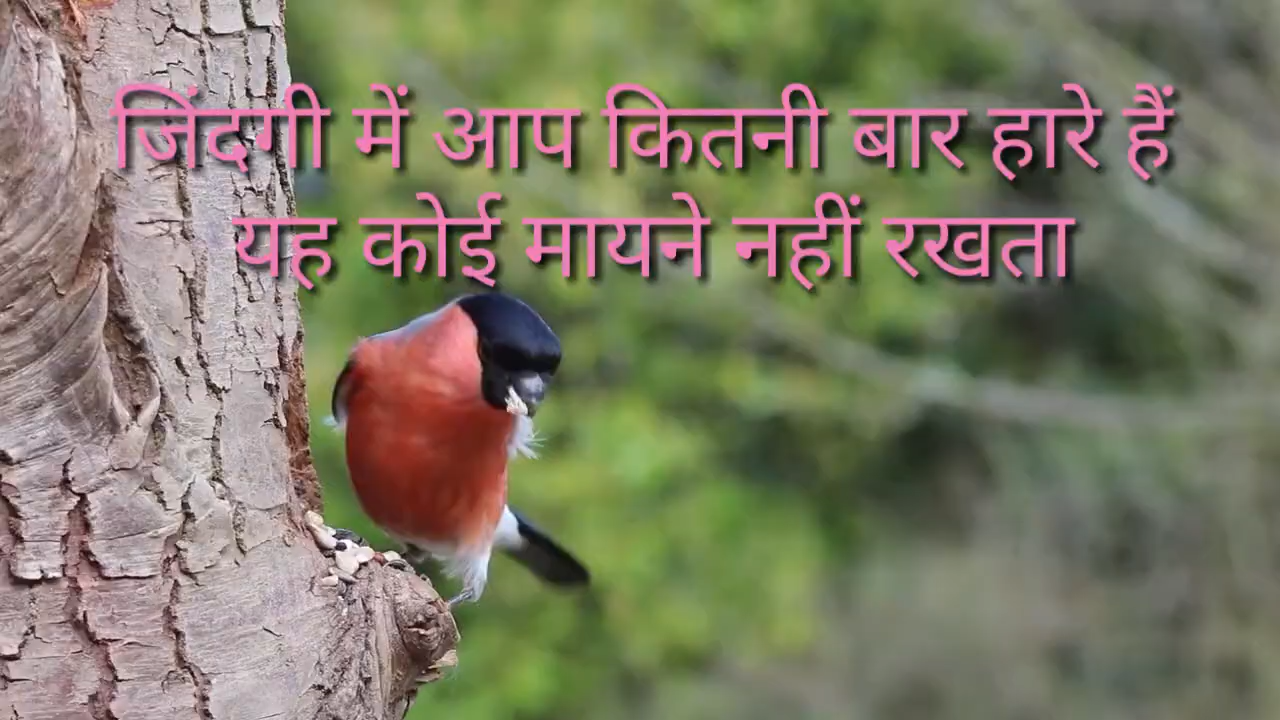 जिंदगी में आप कितनी बार हारे हैं
यह कोई मायने नहीं रखता